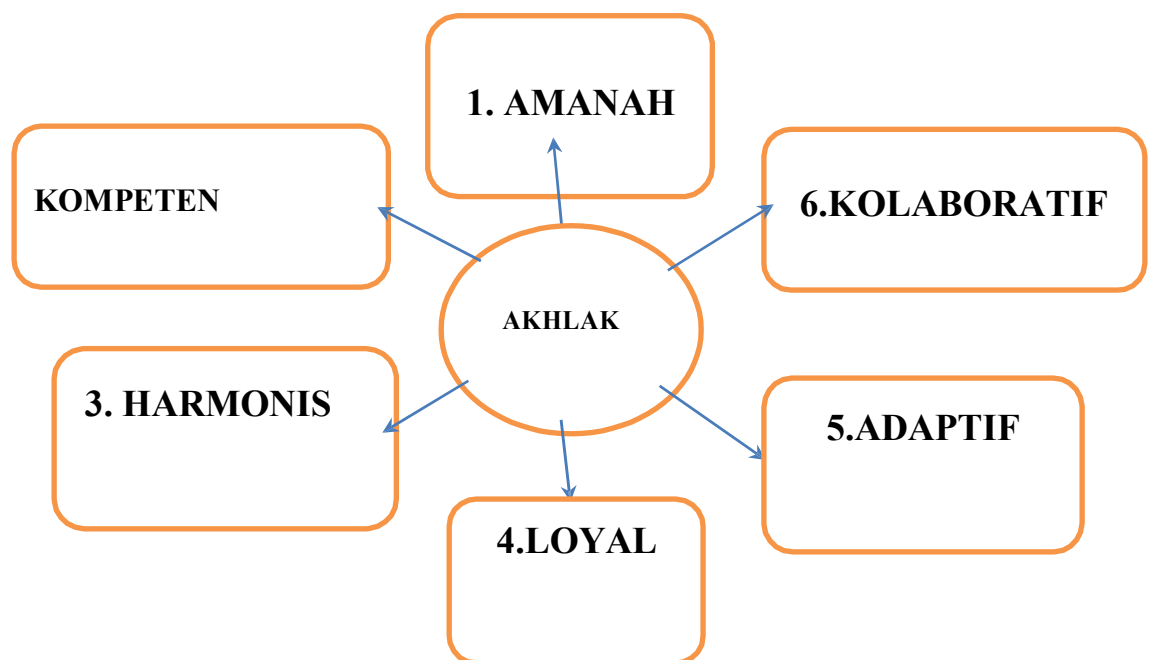 1. AMANAH
KOMPETEN
6.KOLABORATIF
AKHLAK
3. HARMONIS
5.ADAPTIF
4.LOYAL